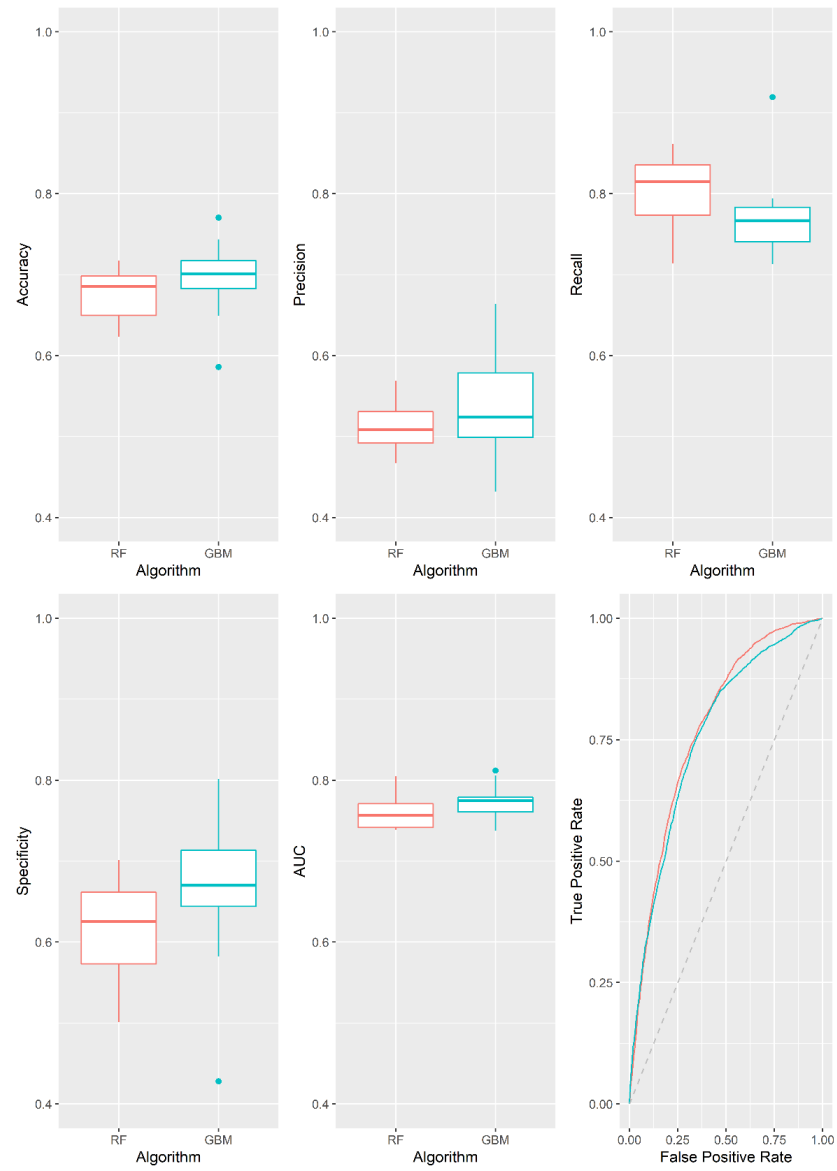 Accuracy
1.0
0.8
0.6
0.4
RF
GBM
Algorithm
Precision
1.0
0.8
0.6
0.4
RF
GBM
Algorithm
Recall
1.0
0.8
0.6
0.4
RF
GBM
Algorithm
Specificity
1.0
0.8
0.6
0.4
RF
GBM
Algorithm
AUC
1.0
0.8
0.6
0.4
RF
GBM
Algorithm
True Positive Rate
1.00
0.75
0.50
0.25
0.00
0.00 0.25 0.50 0.75 1.00
False Positive Rate